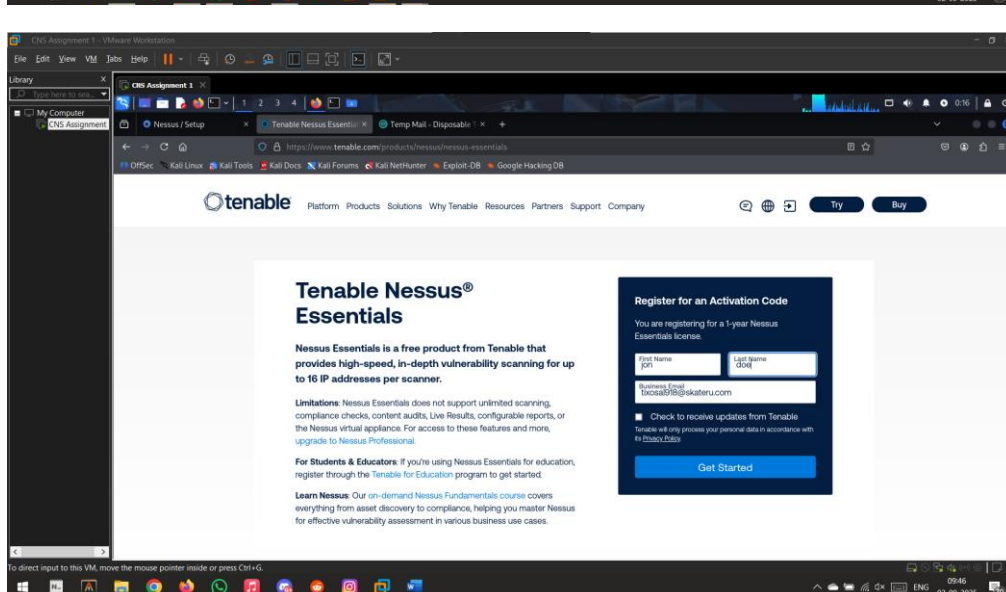 CNS Assignment 1 - VMware Workstation
File Edit View VM Tabs Help
Library
Type here to sea...
My Computer
CNS Assignment
CNS Assignment 1
1 2 3 4
0:16
Nessus / Setup
Tenable Nessus Essential
Temp Mail - Disposable T
https://www.tenable.com/products/nessus/nessus-essentials
OffSec Kali Linux Kali Tools Kali Docs Kali Forums Kali NetHunter Exploit-DB Google Hacking DB
tenable Platform Products Solutions Why Tenable Resources Partners Support Company Try Buy
Tenable Nessus®
Essentials
Nessus Essentials is a free product from Tenable that
provides high-speed, in-depth vulnerability scanning for up
to 16 IP addresses per scanner.
Limitations: Nessus Essentials does not support unlimited scanning,
compliance checks, content audits, Live Results, configurable reports, or
the Nessus virtual appliance. For access to these features and more,
upgrade to Nessus Professional.
For Students & Educators: If you're using Nessus Essentials for education,
register through the Tenable for Education program to get started.
Learn Nessus: Our on-demand Nessus Fundamentals course covers
everything from asset discovery to compliance, helping you master Nessus
for effective vulnerability assessment in various business use cases.
Register for an Activation Code
You are registering for a 1-year Nessus
Essentials license.
First Name
jon
Last Name
doe
Business Email
tixosa1918@skateru.com
Check to receive updates from Tenable
Tenable will only process your personal data in accordance with
its Privacy Policy.
Get Started
To direct input to this VM, move the mouse pointer inside or press Ctrl+G.
ENG
09:46